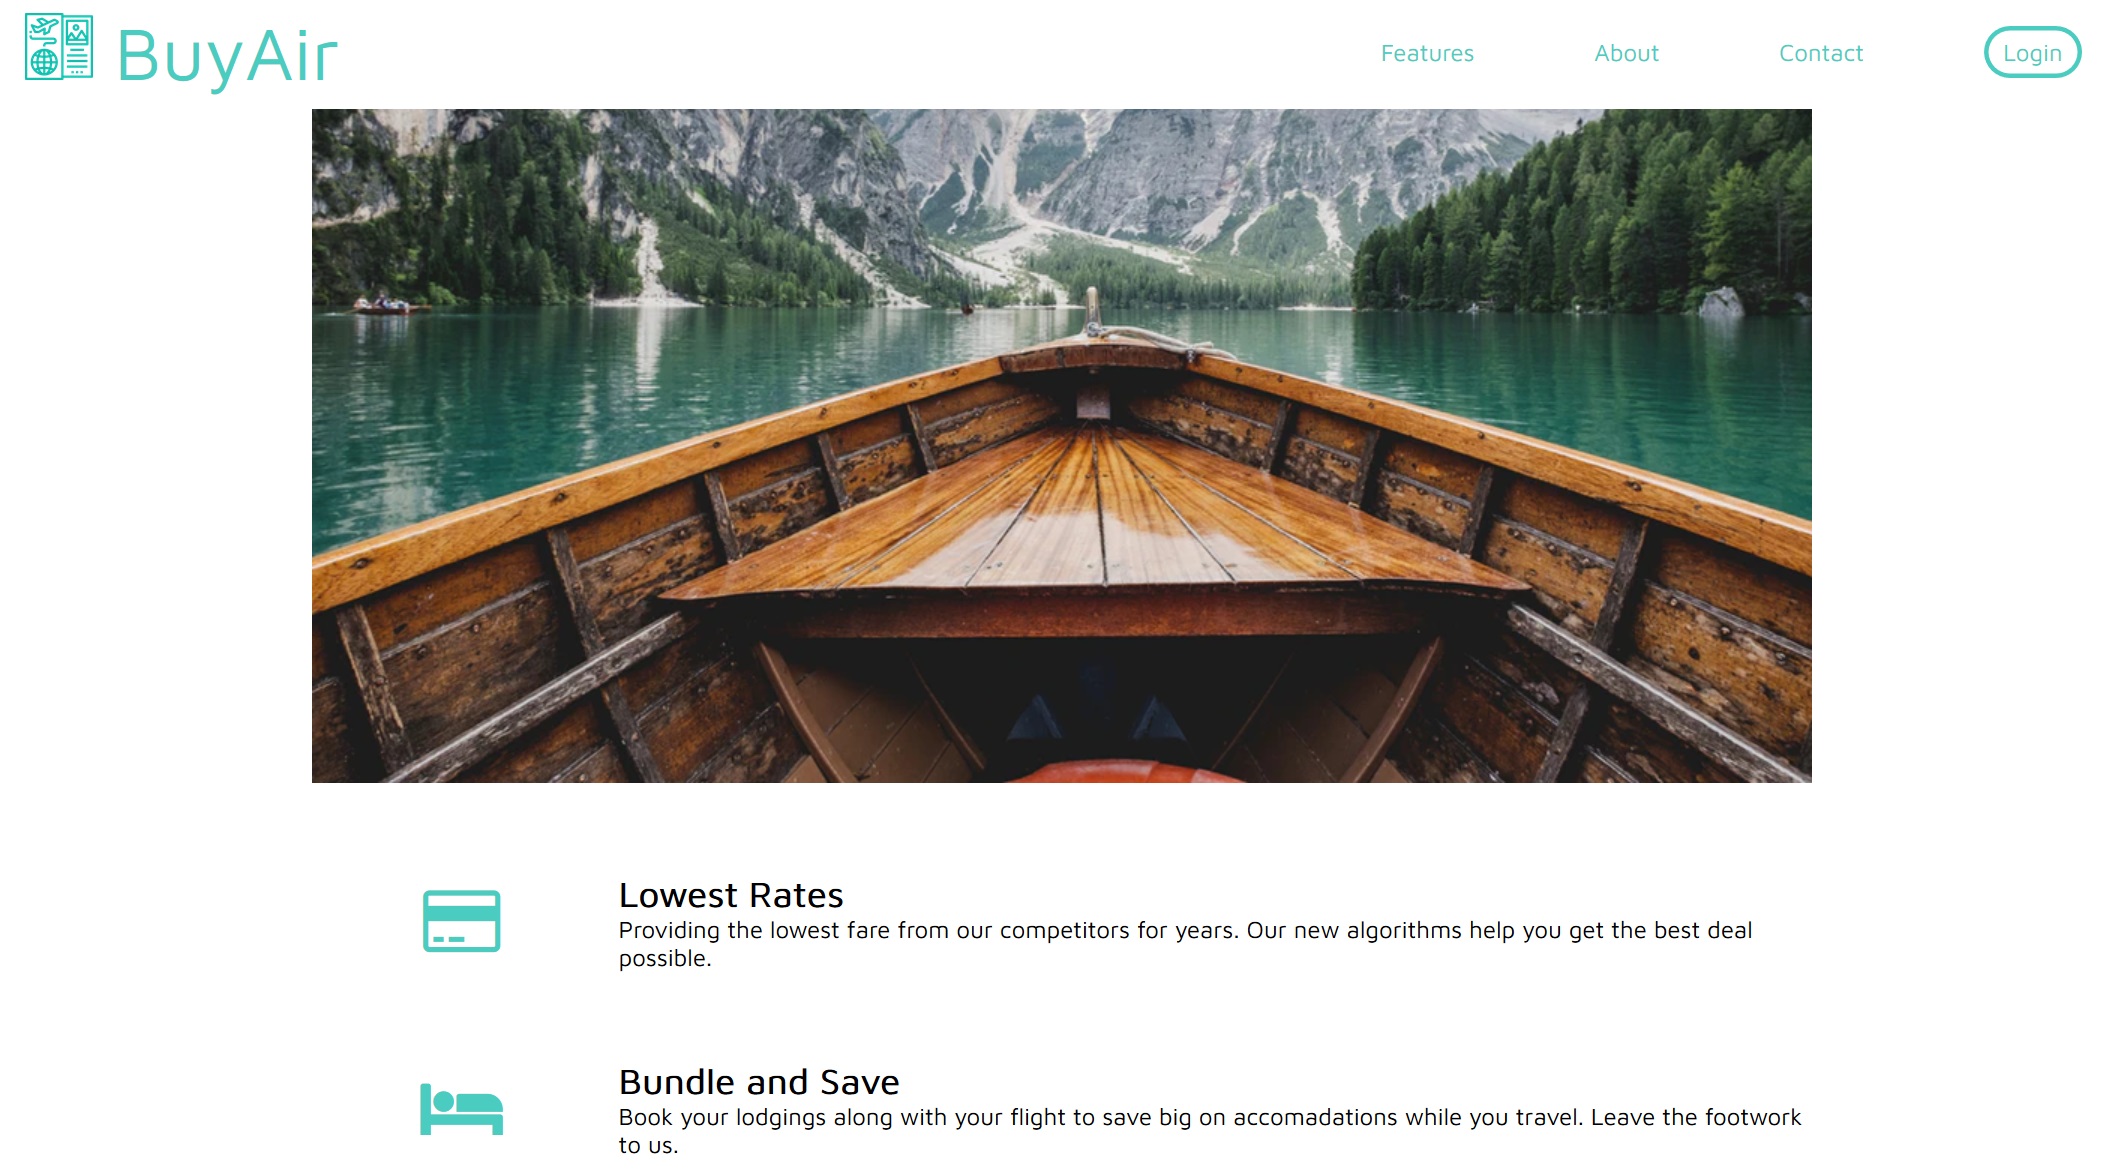 BuyAir
Features
About
Contact
Login
Lowest Rates
Providing the lowest fare from our competitors for years. Our new algorithms help you get the best deal
possible.
Bundle and Save
Book your lodgings along with your flight to save big on accomadations while you travel. Leave the footwork
to us.